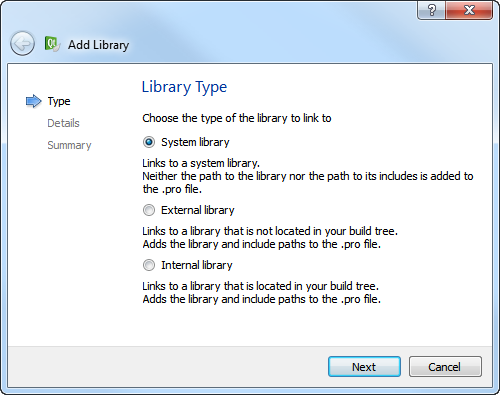 ?
Add Library
Library Type
Type
Details
Summary
Choose the type of the library to link to
System library
Links to a system library.
Neither the path to the library nor the path to its includes is added to
the .pro file.
External library
Links to a library that is not located in your build tree.
Adds the library and include paths to the .pro file.
Internal library
Links to a library that is located in your build tree.
Adds the library and include paths to the .pro file.
Next
Cancel